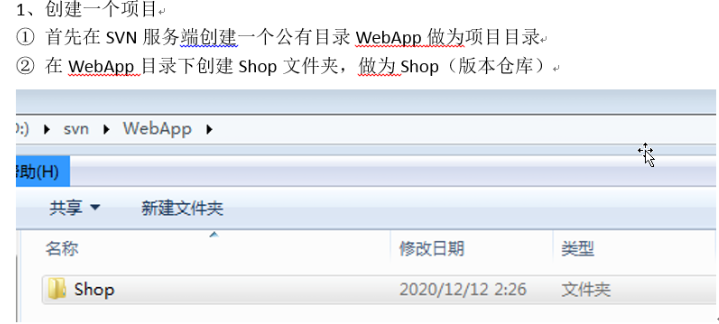 1、创建一个项目
① 首先在 SVN 服务端创建一个公有目录 WebApp 做为项目目录
② 在 WebApp 目录下创建 Shop 文件夹，做为 Shop（版本仓库）
:) ▸ svn ▸ WebApp ▸
帮助(H)
共享 新建文件夹
名称 修改日期 类型
Shop 2020/12/12 2:26 文件夹